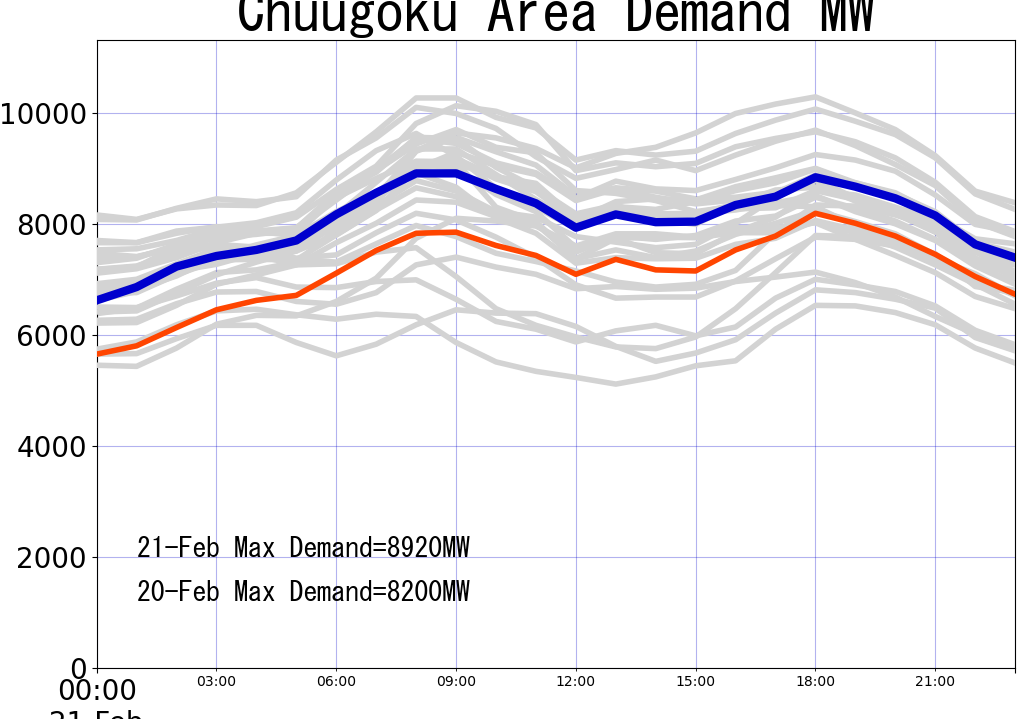 Chuugoku Area Demand MW
10000
8000
6000
4000
2000
0
21-Feb Max Demand=8920MW
20-Feb Max Demand=8200MW
00:00 03:00 06:00 09:00 12:00 15:00 18:00 21:00
21-Feb